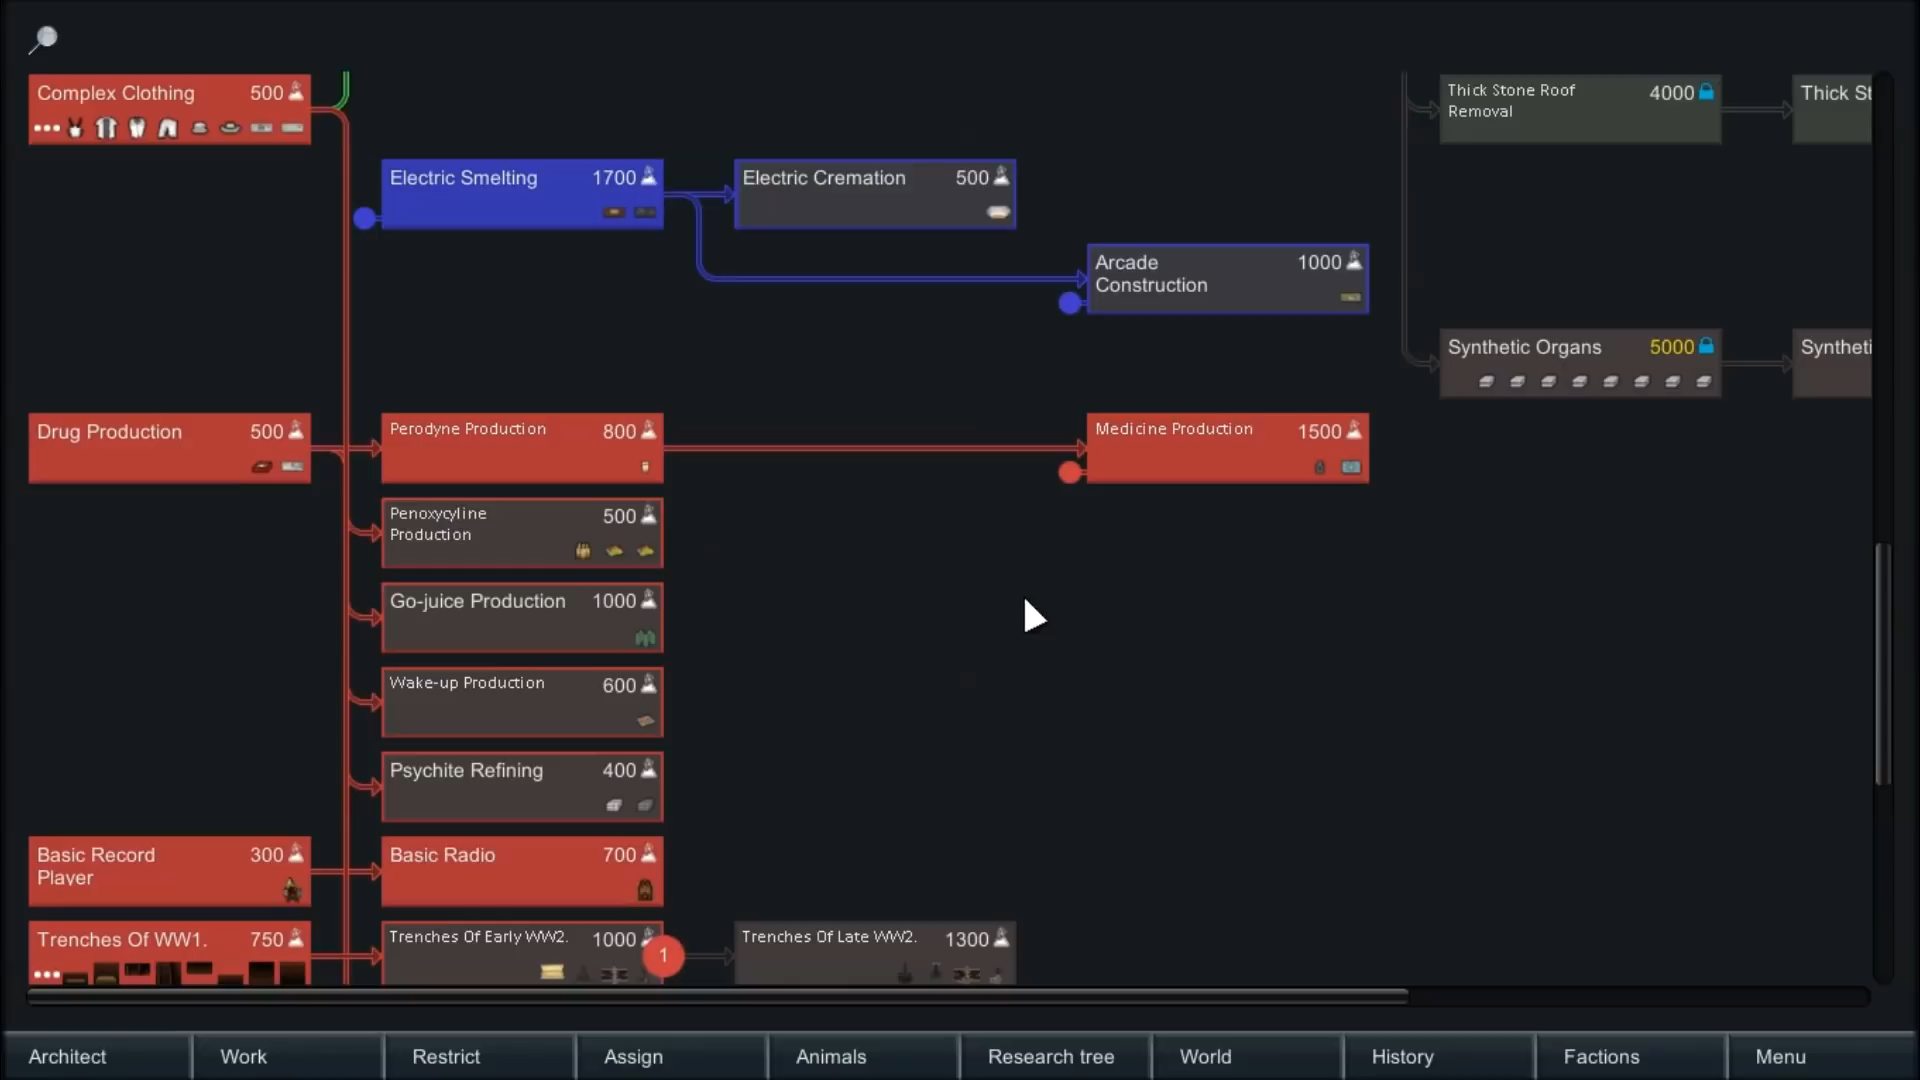 Complex Clothing 500
Thick Stone Roof
Removal
4000
Thick St
Electric Smelting 1700
Electric Cremation 500
Arcade
Construction
1000
Synthetic Organs 5000
Syntheti
Drug Production 500
Perodyne Production 800
Medicine Production 1500
Penoxycyline
Production
500
Go-juice Production 1000
Wake-up Production 600
Psychite Refining 400
Basic Record
Player
300
Basic Radio 700
Trenches Of WW1. 750
Trenches Of Early WW2. 1000
1
Trenches Of Late WW2. 1300
Architect Work Restrict Assign Animals Research tree World History Factions Menu